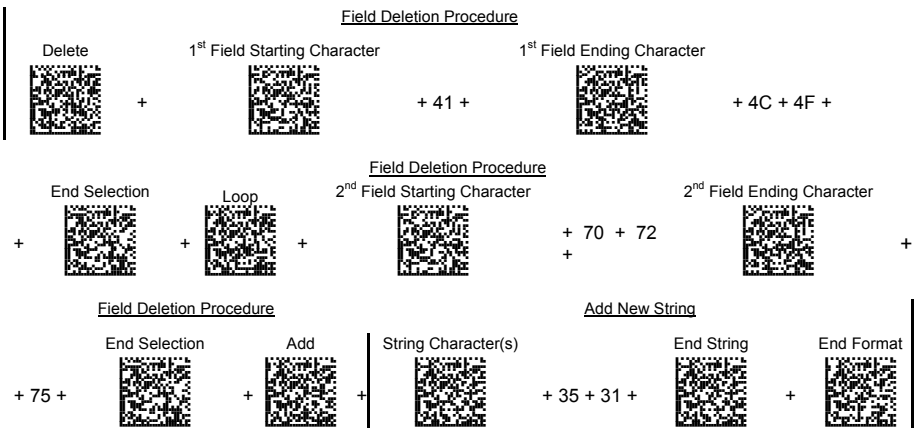 Field Deletion Procedure
Delete 1st Field Starting Character 1st Field Ending Character
+ + 41 + + 4C + 4F +
Field Deletion Procedure
End Selection Loop 2nd Field Starting Character 2nd Field Ending Character
+ + + + 70 + 72 +
+
Field Deletion Procedure Add New String
End Selection Add String Character(s) End String End Format
+ 75 + + + + 35 + 31 + +